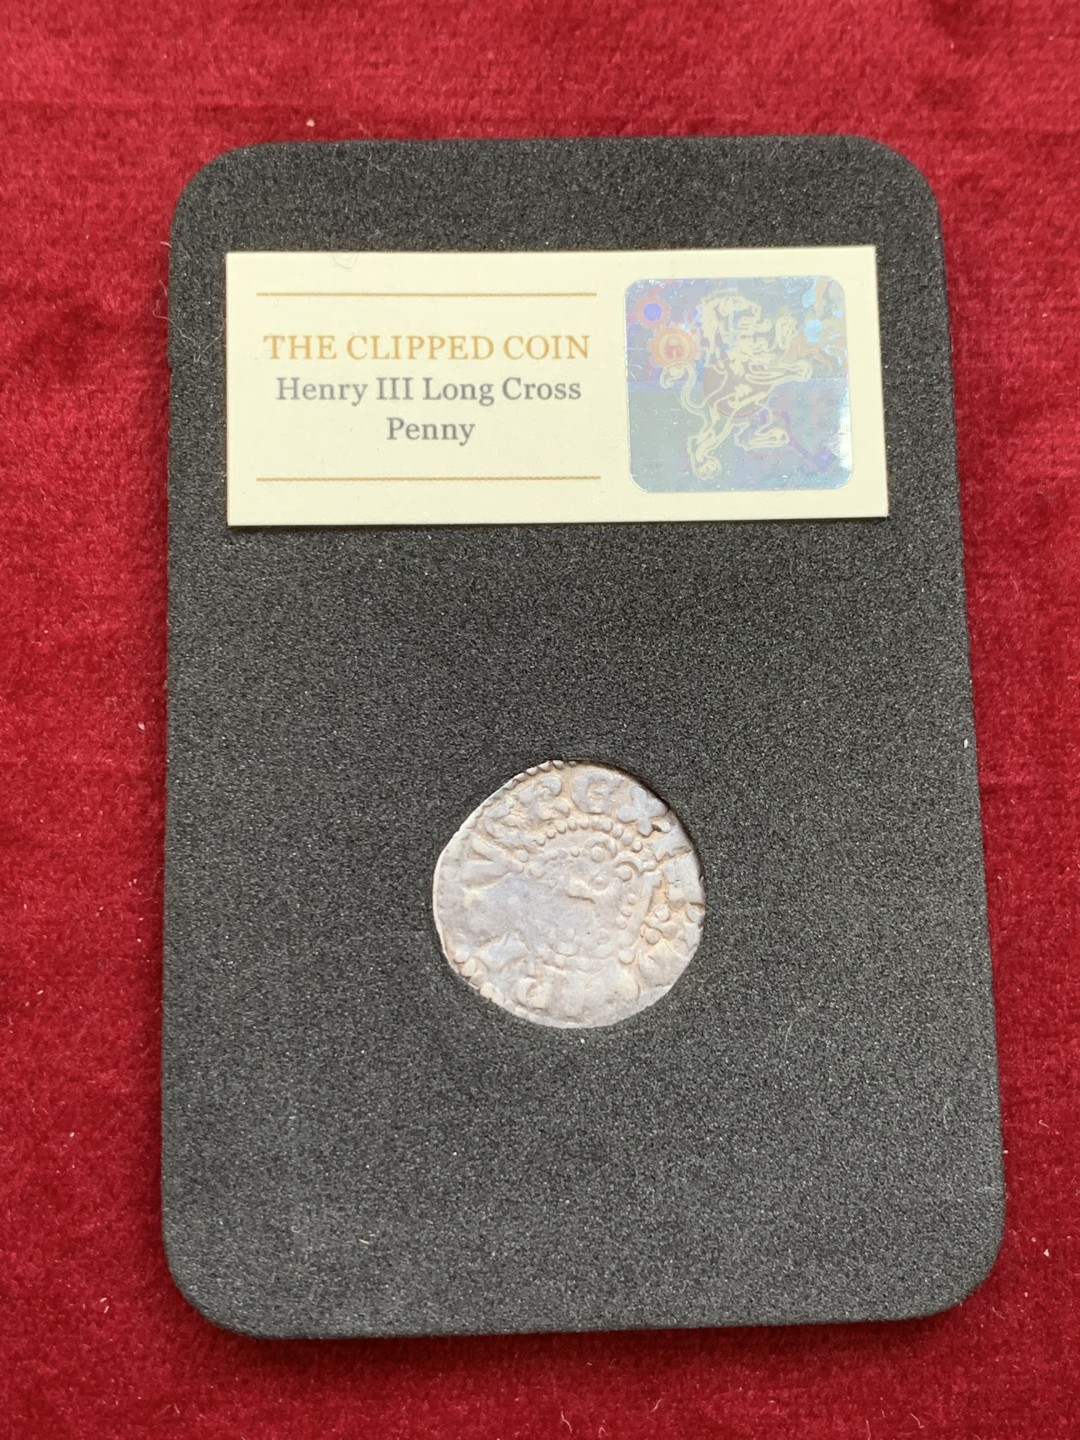 THE CLIPPED COIN
Henry III Long Cross
Penny